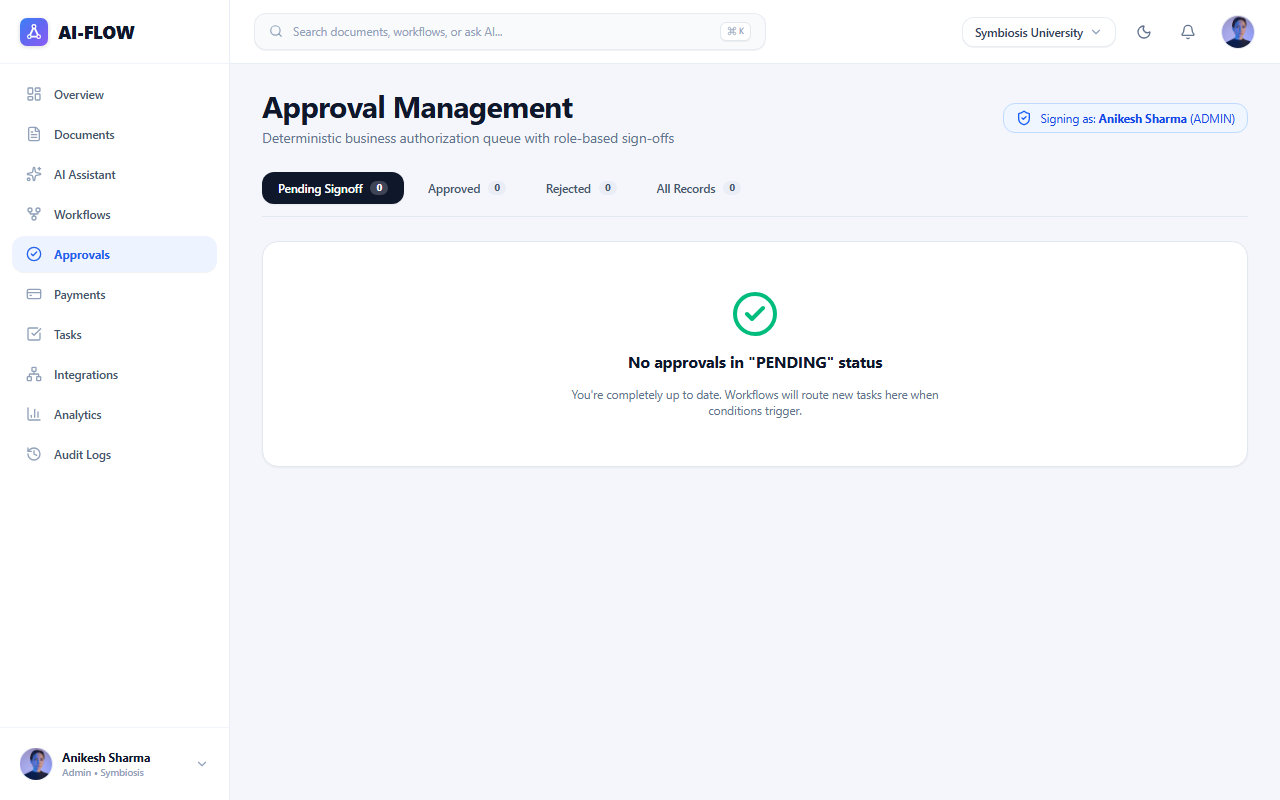 AI-FLOW
Search documents, workflows, or ask AI...
⌘ K
Symbiosis University
Overview
Documents
AI Assistant
Workflows
Approvals
Payments
Tasks
Integrations
Analytics
Audit Logs
Approval Management
Deterministic business authorization queue with role-based sign-offs
Signing as: Anikesh Sharma (ADMIN)
Pending Signoff 0
Approved 0
Rejected 0
All Records 0
No approvals in "PENDING" status
You're completely up to date. Workflows will route new tasks here when
conditions trigger.
Anikesh Sharma
Admin • Symbiosis